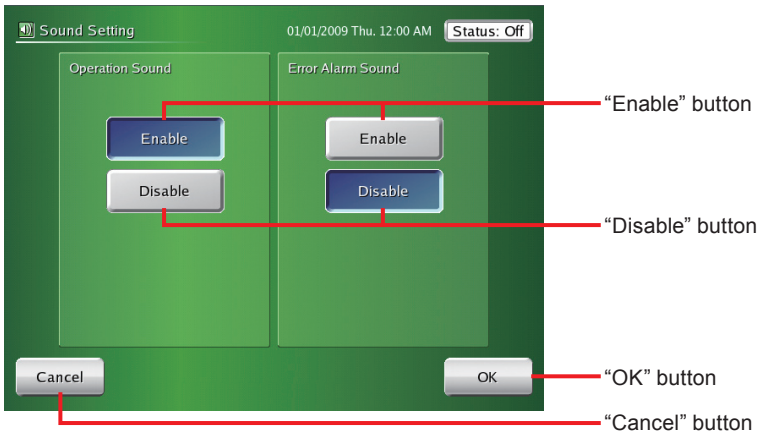 Sound Setting 01/01/2009 Thu. 12:00 AM Status: Off
Operation Sound Error Alarm Sound
“Enable” button
Enable Enable
Disable Disable
“Disable” button
Cancel OK
“OK” button
“Cancel” button